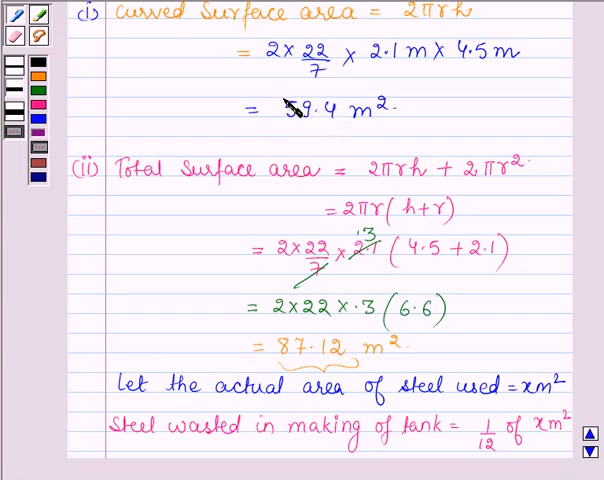 (i) Curved Surface area = 2πrh
= 2 × 22/7 × 2.1 m × 4.5 m
= 59.4 m².
(ii) Total Surface area = 2πrh + 2πr².
= 2πr( h+r)
= 2 × 22/7 × 2.1 .3 ( 4.5 + 2.1)
= 2 × 22 × .3 ( 6.6)
= 87.12 m².
Let the actual area of steel used = x m²
Steel wasted in making of tank = 1/12 of x m²